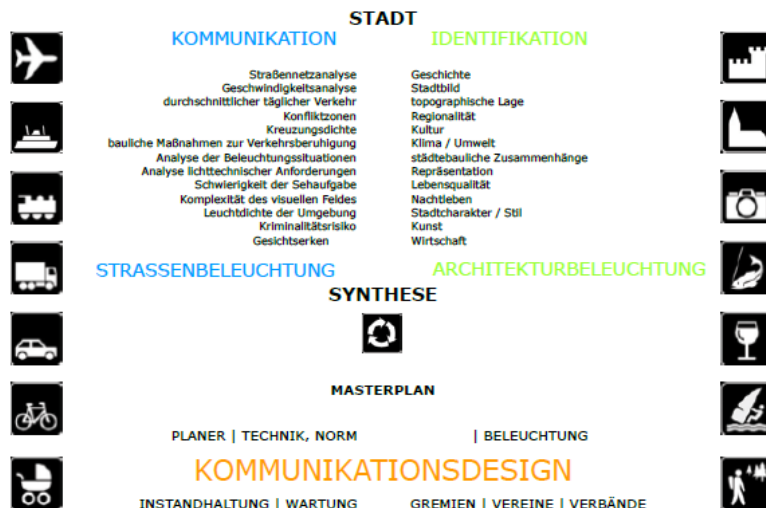 STADT
KOMMUNIKATION
IDENTIFIKATION
Straßennetzanalyse
Geschwindigkeitsanalyse
durchschnittlicher täglicher Verkehr
Konfliktzonen
Kreuzungsdichte
bauliche Maßnahmen zur Verkehrsberuhigung
Analyse der Beleuchtungssituationen
Analyse lichttechnischer Anforderungen
Schwierigkeit der Sehaufgabe
Komplexität des visuellen Feldes
Leuchtdichte der Umgebung
Kriminalitätsrisiko
Gesichtserken
Geschichte
Stadtbild
topographische Lage
Regionalität
Kultur
Klima / Umwelt
städtebauliche Zusammenhänge
Repräsentation
Lebensqualität
Nachtleben
Stadtcharakter / Stil
Kunst
Wirtschaft
STRASSENBELEUCHTUNG
ARCHITEKTURBELEUCHTUNG
SYNTHESE
MASTERPLAN
PLANER | TECHNIK, NORM
| BELEUCHTUNG
KOMMUNIKATIONSDESIGN
INSTANDHALTUNG | WARTUNG
GREMIEN | VEREINE | VERBÄNDE